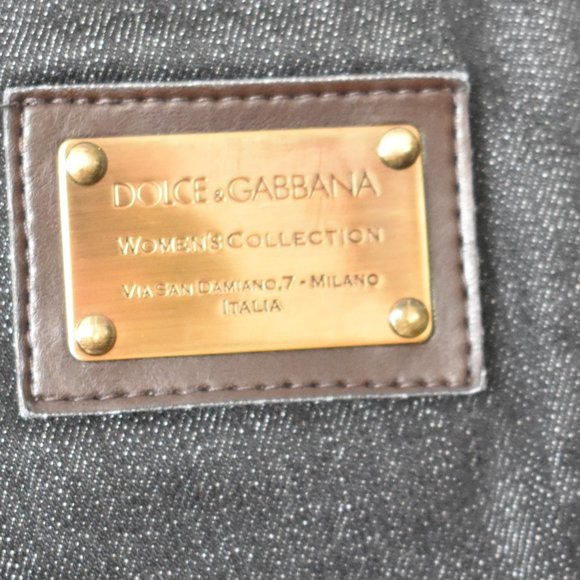 DOLCE & GABBANA
WOMEN'S COLLECTION
VIA SAN DAMIANO,7 - MILANO
ITALIA